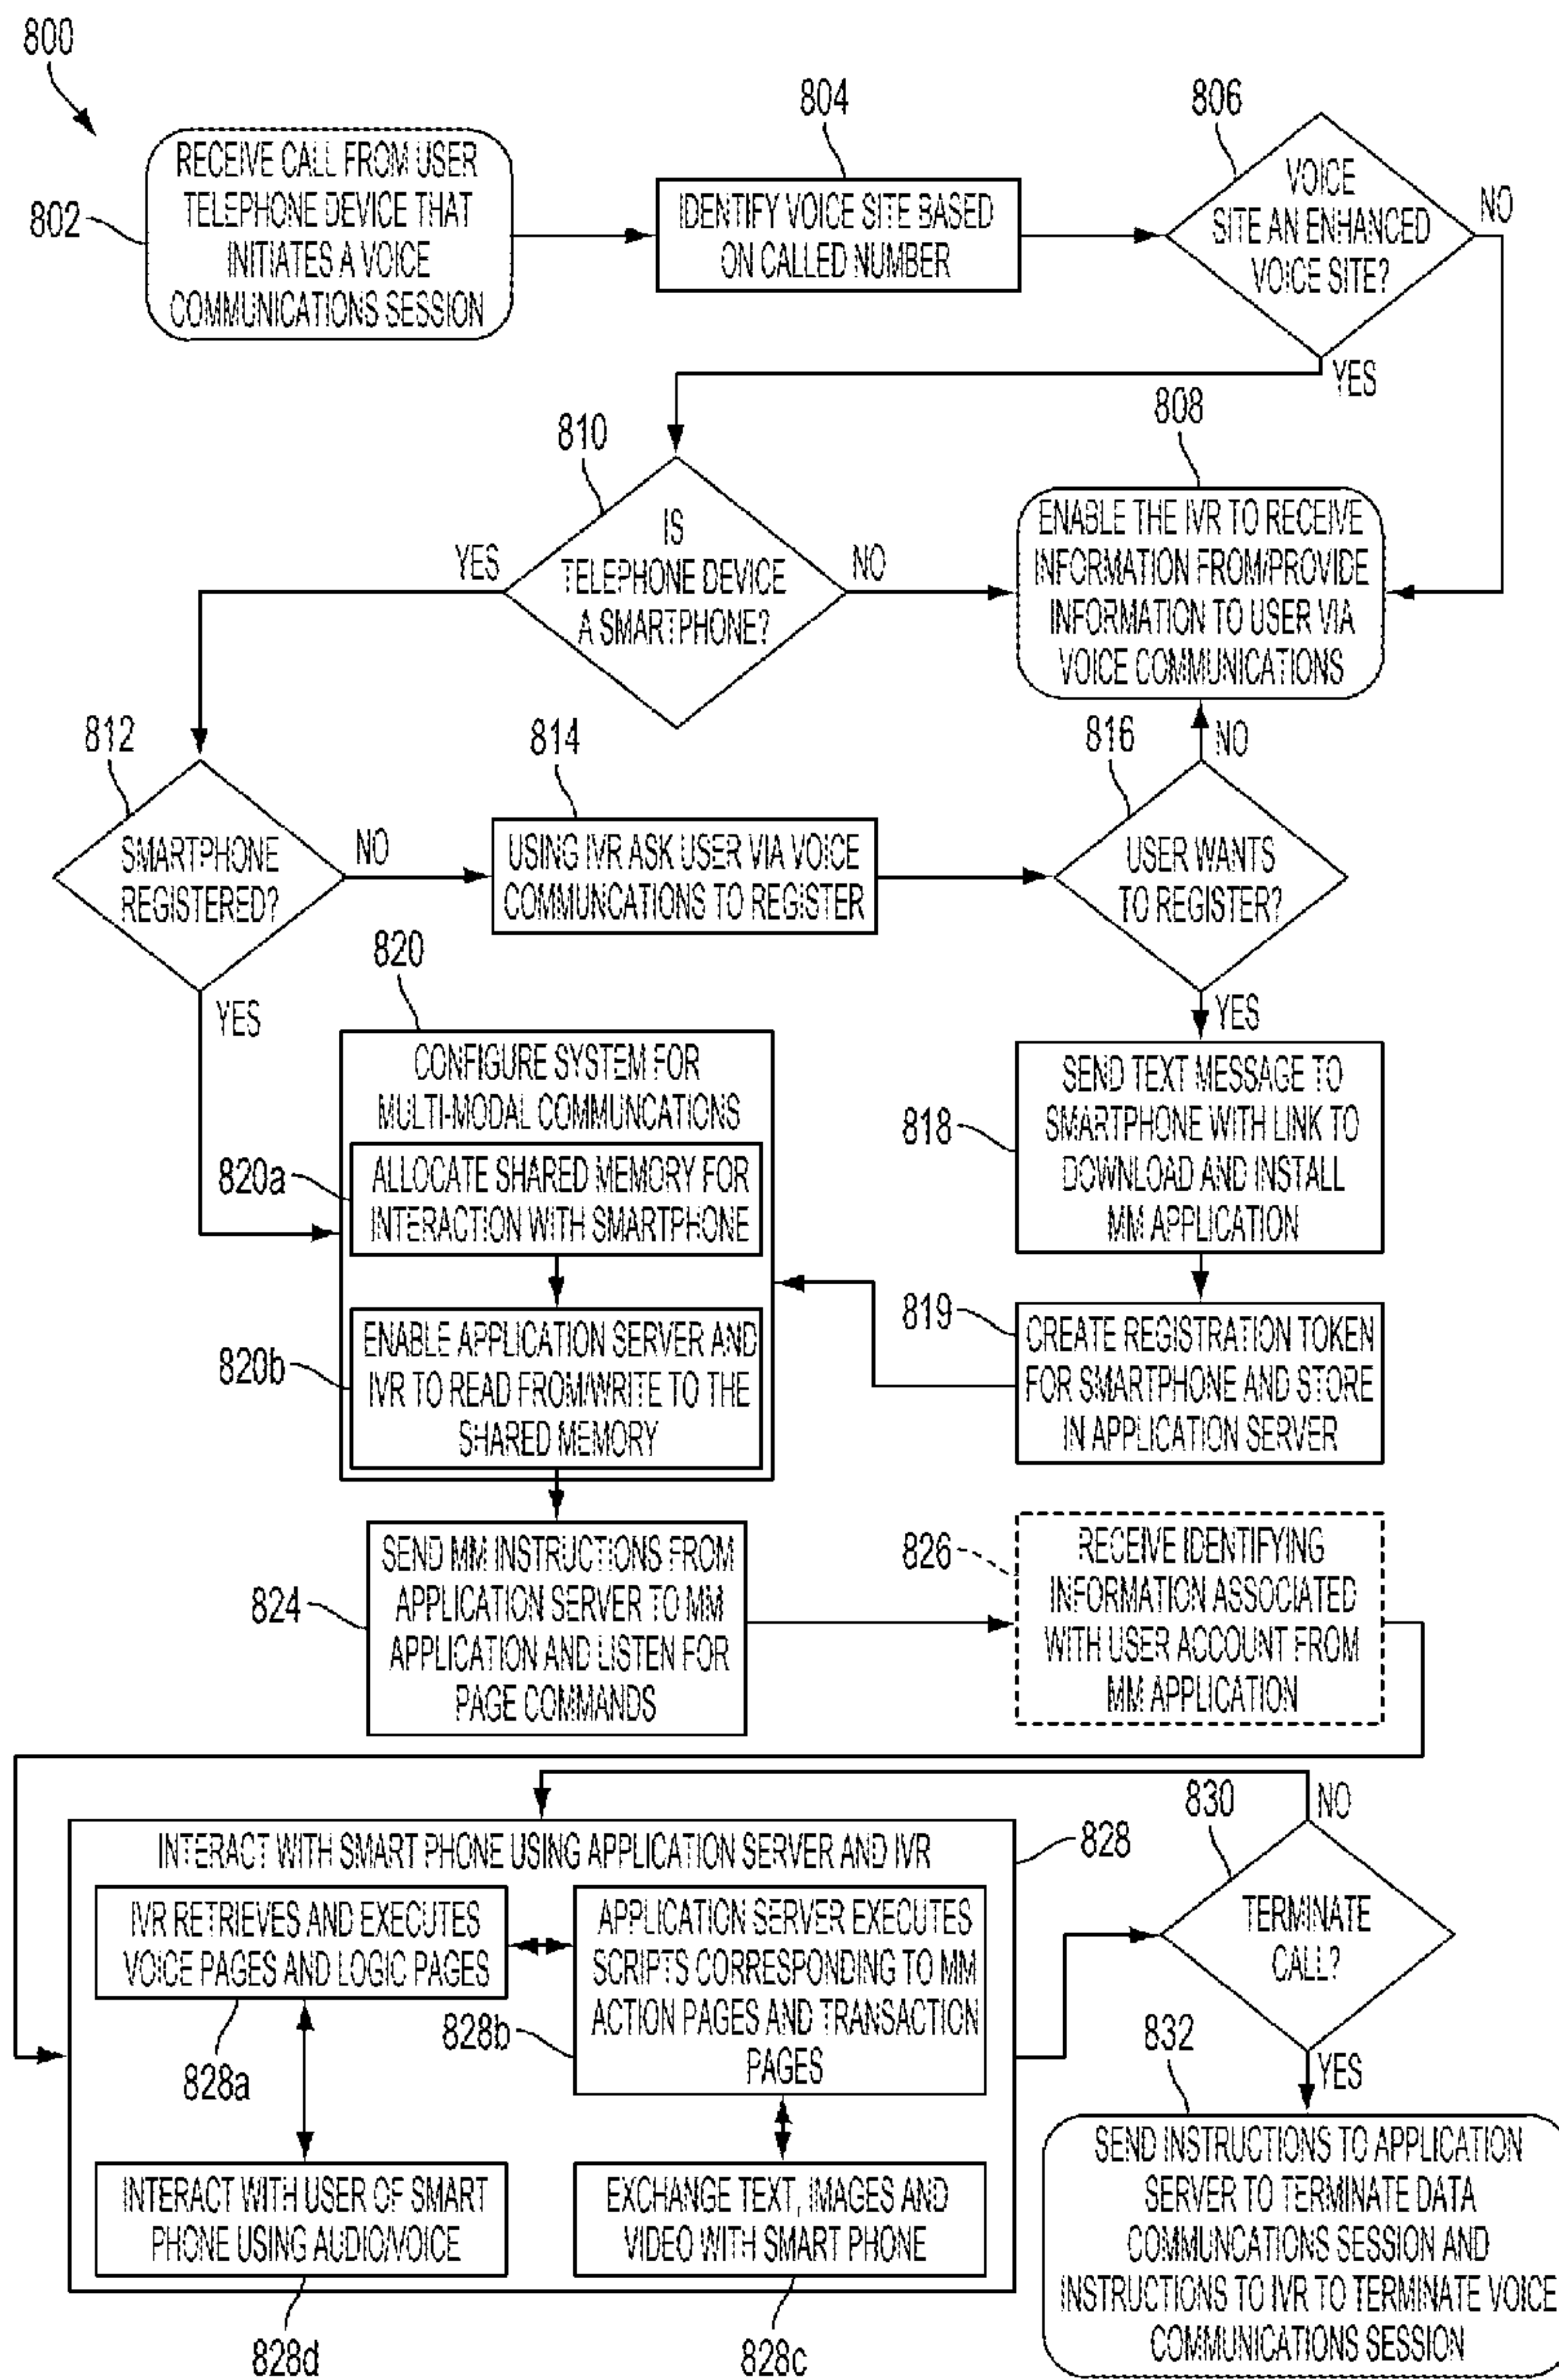 800
802
RECEIVE CALL FROM USER
TELEPHONE DEVICE THAT
INITIATES A VOICE
COMMUNICATIONS SESSION
804
IDENTIFY VOICE SITE BASED
ON CALLED NUMBER
806
VOICE
SITE AN ENHANCED
VOICE SITE?
NO
YES
808
ENABLE THE IVR TO RECEIVE
INFORMATION FROM/PROVIDE
INFORMATION TO USER VIA
VOICE COMMUNICATIONS
810
IS
TELEPHONE DEVICE
A SMARTPHONE?
YES
NO
812
SMARTPHONE
REGISTERED?
NO
YES
814
USING IVR ASK USER VIA VOICE
COMMUNCATIONS TO REGISTER
816
USER WANTS
TO REGISTER?
NO
YES
818
SEND TEXT MESSAGE TO
SMARTPHONE WITH LINK TO
DOWNLOAD AND INSTALL
MM APPLICATION
819
CREATE REGISTRATION TOKEN
FOR SMARTPHONE AND STORE
IN APPLICATION SERVER
820
CONFIGURE SYSTEM FOR
MULTI-MODAL COMMUNCATIONS
820a
ALLOCATE SHARED MEMORY FOR
INTERACTION WITH SMARTPHONE
820b
ENABLE APPLICATION SERVER AND
IVR TO READ FROM/WRITE TO THE
SHARED MEMORY
824
SEND MM INSTRUCTIONS FROM
APPLICATION SERVER TO MM
APPLICATION AND LISTEN FOR
PAGE COMMANDS
826
RECEIVE IDENTIFYING
INFORMATION ASSOCIATED
WITH USER ACCOUNT FROM
MM APPLICATION
828
INTERACT WITH SMART PHONE USING APPLICATION SERVER AND IVR
IVR RETRIEVES AND EXECUTES
VOICE PAGES AND LOGIC PAGES
828a
828b
APPLICATION SERVER EXECUTES
SCRIPTS CORRESPONDING TO MM
ACTION PAGES AND TRANSACTION
PAGES
INTERACT WITH USER OF SMART
PHONE USING AUDIO/VOICE
828d
EXCHANGE TEXT, IMAGES AND
VIDEO WITH SMART PHONE
828c
830
NO
TERMINATE
CALL?
YES
832
SEND INSTRUCTIONS TO APPLICATION
SERVER TO TERMINATE DATA
COMMUNCATIONS SESSION AND
INSTRUCTIONS TO IVR TO TERMINATE VOICE
COMMUNICATIONS SESSION